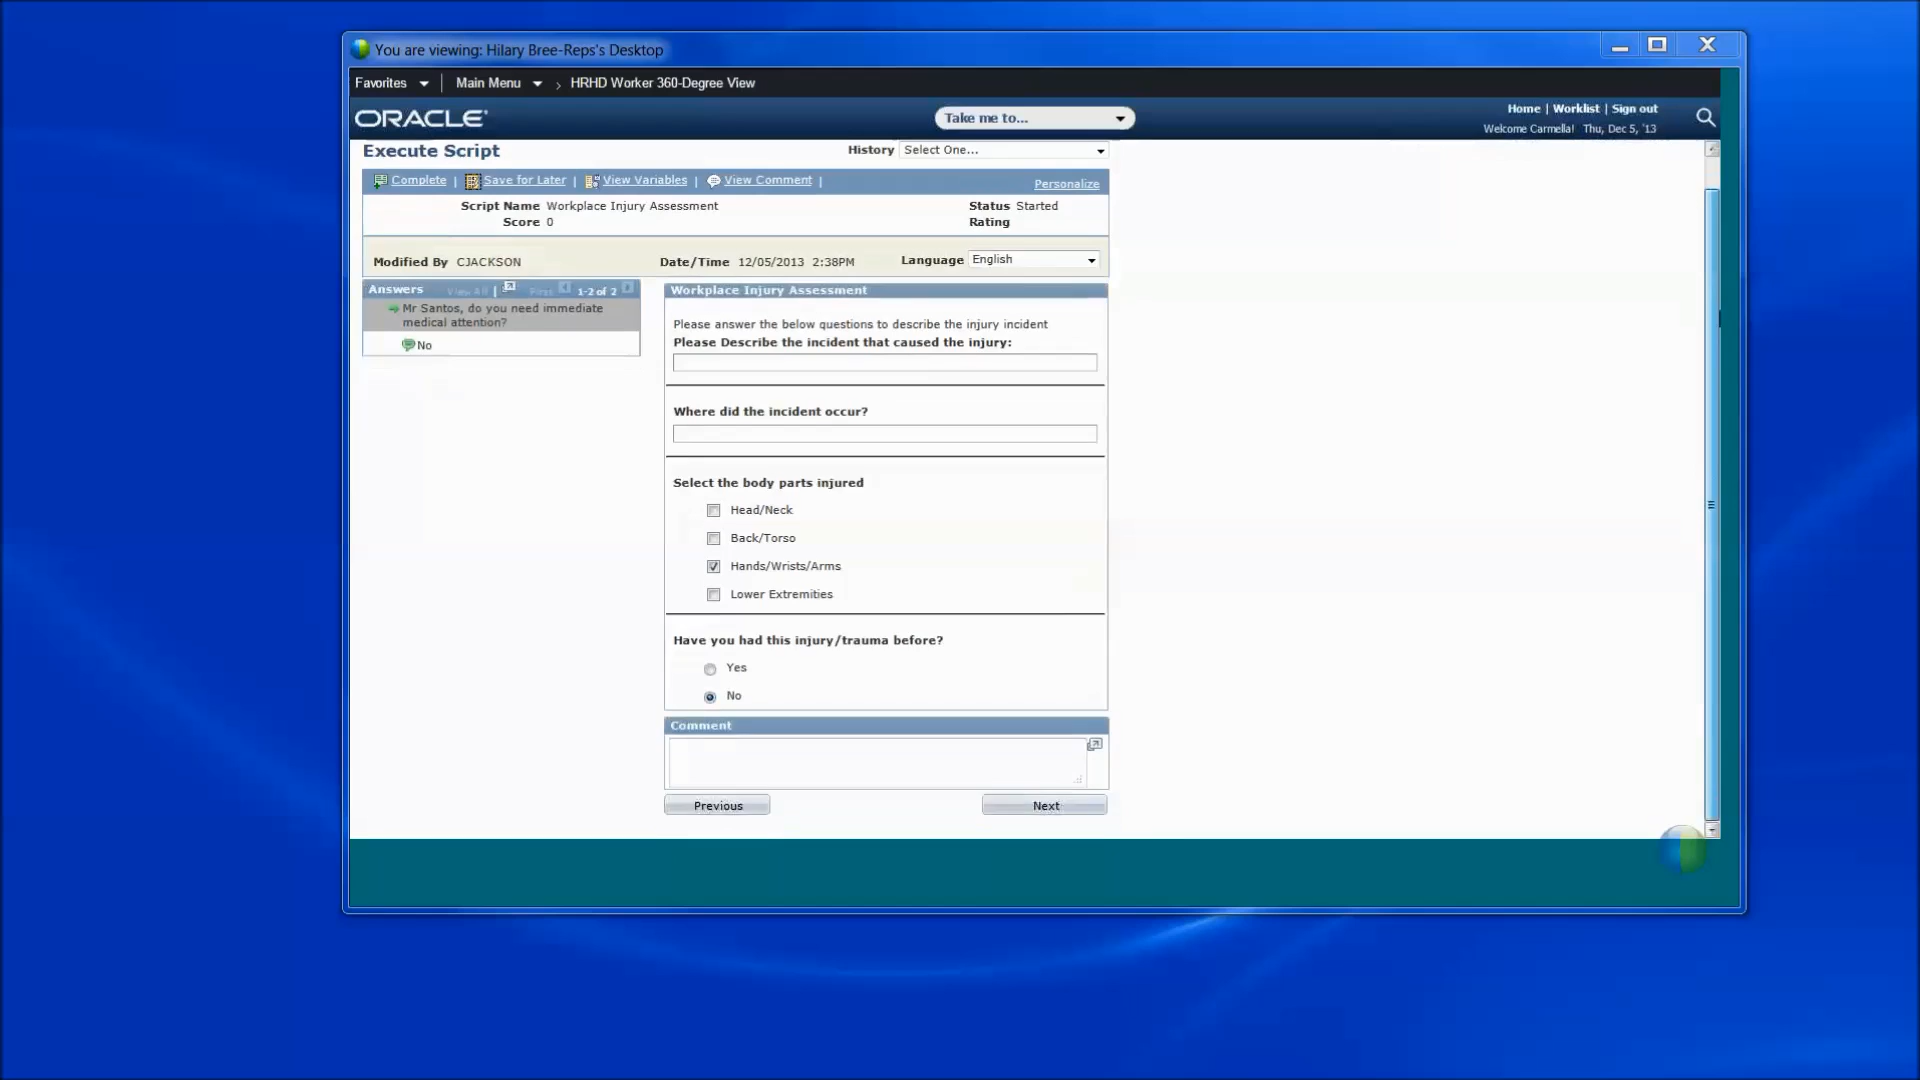 You are viewing: Hilary Bree-Reps's Desktop
Favorites Main Menu HRHD Worker 360-Degree View
ORACLE
Take me to...
Home | Worklist | Sign out
Welcome Carmella! Thu, Dec 5, '13
Execute Script
History Select One...
Complete | Save for Later | View Variables | View Comment |
Personalize
Script Name Workplace Injury Assessment
Status Started
Score 0
Rating
Modified By CJACKSON
Date/Time 12/05/2013 2:38PM
Language English
Answers View All | First 1-2 of 2
Mr Santos, do you need immediate
medical attention?
No
Workplace Injury Assessment
Please answer the below questions to describe the injury incident
Please Describe the incident that caused the injury:
Where did the incident occur?
Select the body parts injured
Head/Neck
Back/Torso
Hands/Wrists/Arms
Lower Extremities
Have you had this injury/trauma before?
Yes
No
Comment
Previous
Next